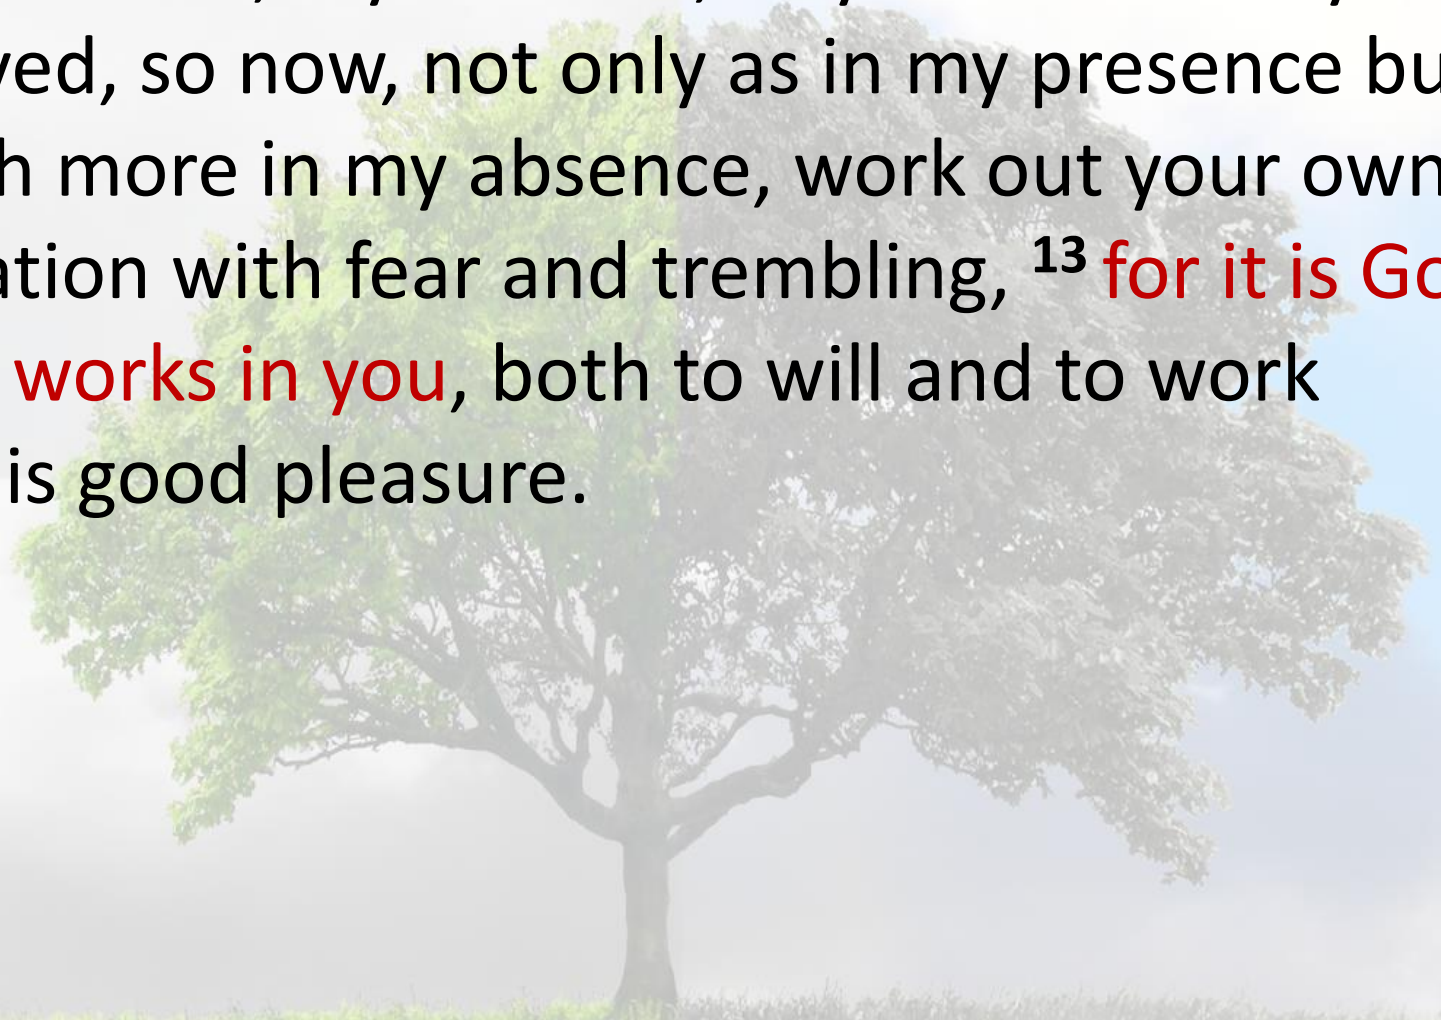 yed, so now, not only as in my presence bu
h more in my absence, work out your own
ation with fear and trembling, 13 for it is Go
works in you, both to will and to work
is good pleasure.